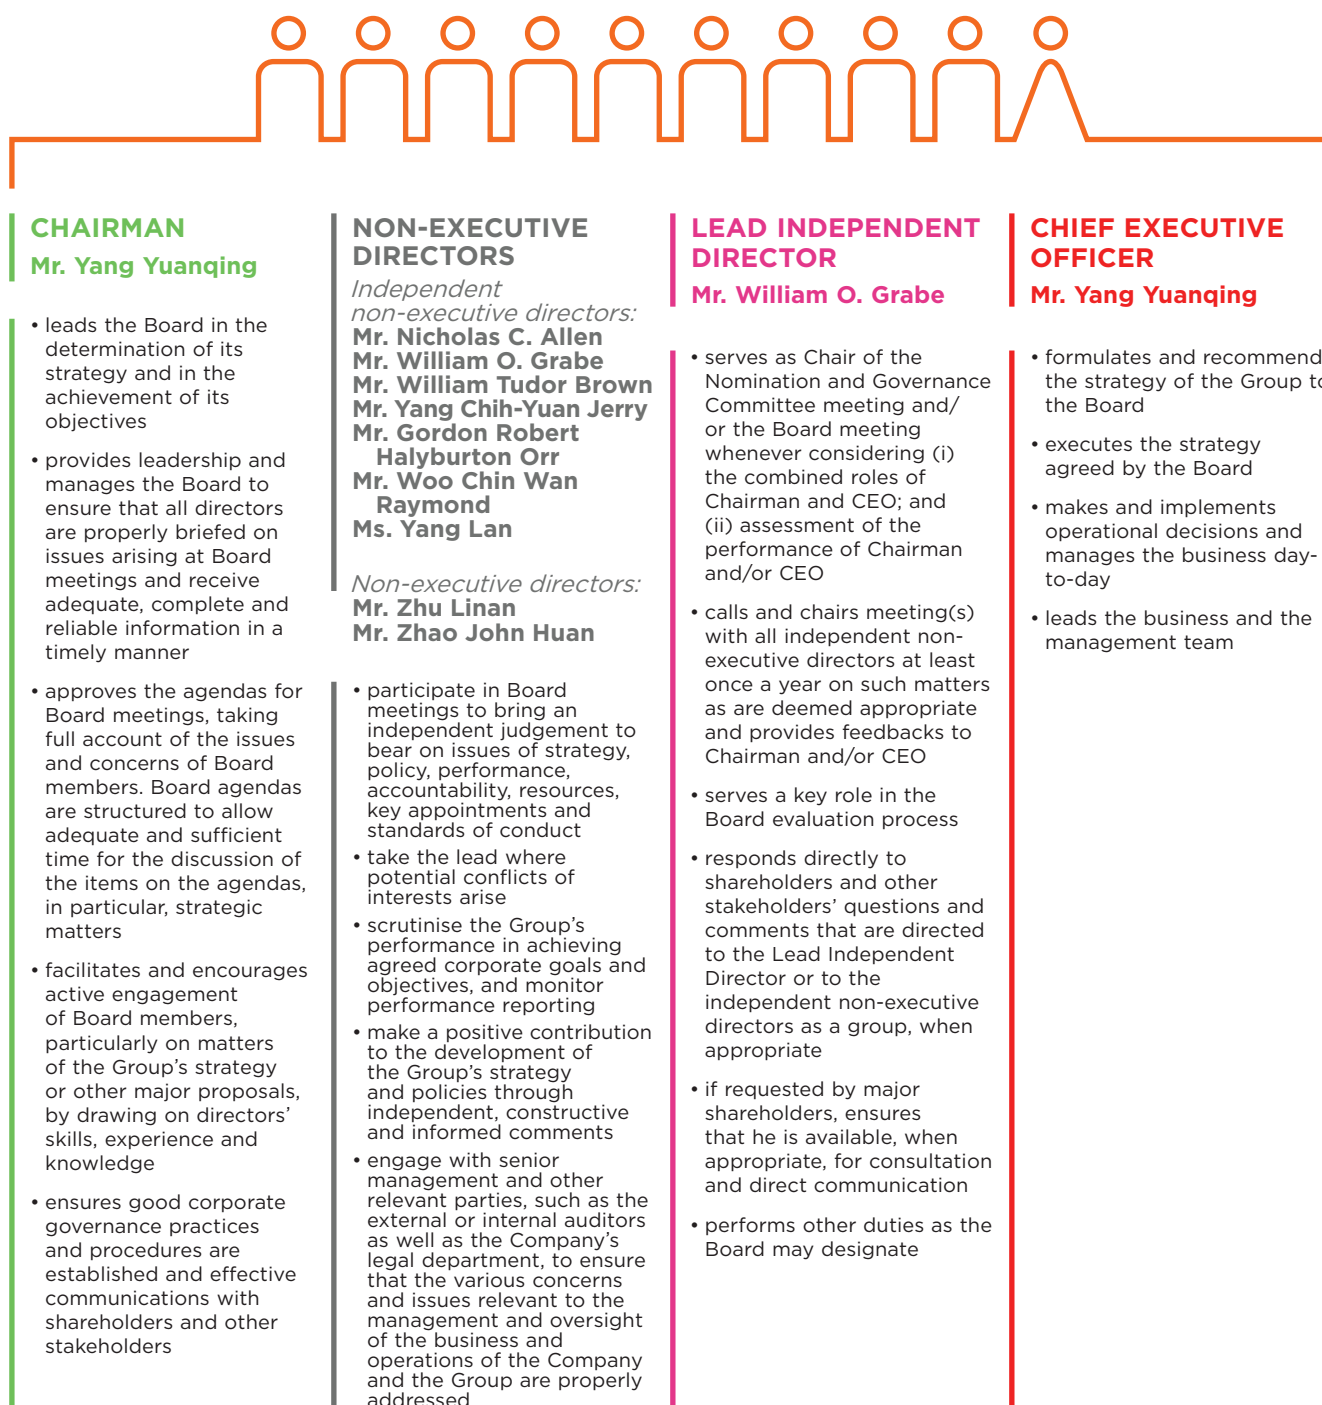 CHAIRMAN
Mr. Yang Yuanqing
• leads the Board in the
determination of its
strategy and in the
achievement of its
objectives
• provides leadership and
manages the Board to
ensure that all directors
are properly briefed on
issues arising at Board
meetings and receive
adequate, complete and
reliable information in a
timely manner
• approves the agendas for
Board meetings, taking
full account of the issues
and concerns of Board
members. Board agendas
are structured to allow
adequate and sufficient
time for the discussion of
the items on the agendas,
in particular, strategic
matters
• facilitates and encourages
active engagement
of Board members,
particularly on matters
of the Group’s strategy
or other major proposals,
by drawing on directors’
skills, experience and
knowledge
• ensures good corporate
governance practices
and procedures are
established and effective
communications with
shareholders and other
stakeholders
NON-EXECUTIVE
DIRECTORS
Independent
non-executive directors:
Mr. Nicholas C. Allen
Mr. William O. Grabe
Mr. William Tudor Brown
Mr. Yang Chih-Yuan Jerry
Mr. Gordon Robert
Halyburton Orr
Mr. Woo Chin Wan
Raymond
Ms. Yang Lan
Non-executive directors:
Mr. Zhu Linan
Mr. Zhao John Huan
• participate in Board
meetings to bring an
independent judgement to
bear on issues of strategy,
policy, performance,
accountability, resources,
key appointments and
standards of conduct
• take the lead where
potential conflicts of
interests arise
• scrutinise the Group’s
performance in achieving
agreed corporate goals and
objectives, and monitor
performance reporting
• make a positive contribution
to the development of
the Group’s strategy
and policies through
independent, constructive
and informed comments
• engage with senior
management and other
relevant parties, such as the
external or internal auditors
as well as the Company’s
legal department, to ensure
that the various concerns
and issues relevant to the
management and oversight
of the business and
operations of the Company
and the Group are properly
addressed
LEAD INDEPENDENT
DIRECTOR
Mr. William O. Grabe
• serves as Chair of the
Nomination and Governance
Committee meeting and/
or the Board meeting
whenever considering (i)
the combined roles of
Chairman and CEO; and
(ii) assessment of the
performance of Chairman
and/or CEO
• calls and chairs meeting(s)
with all independent non-
executive directors at least
once a year on such matters
as are deemed appropriate
and provides feedbacks to
Chairman and/or CEO
• serves a key role in the
Board evaluation process
• responds directly to
shareholders and other
stakeholders’ questions and
comments that are directed
to the Lead Independent
Director or to the
independent non-executive
directors as a group, when
appropriate
• if requested by major
shareholders, ensures
that he is available, when
appropriate, for consultation
and direct communication
• performs other duties as the
Board may designate
CHIEF EXECUTIVE
OFFICER
Mr. Yang Yuanqing
• formulates and recommend
the strategy of the Group to
the Board
• executes the strategy
agreed by the Board
• makes and implements
operational decisions and
manages the business day-
to-day
• leads the business and the
management team